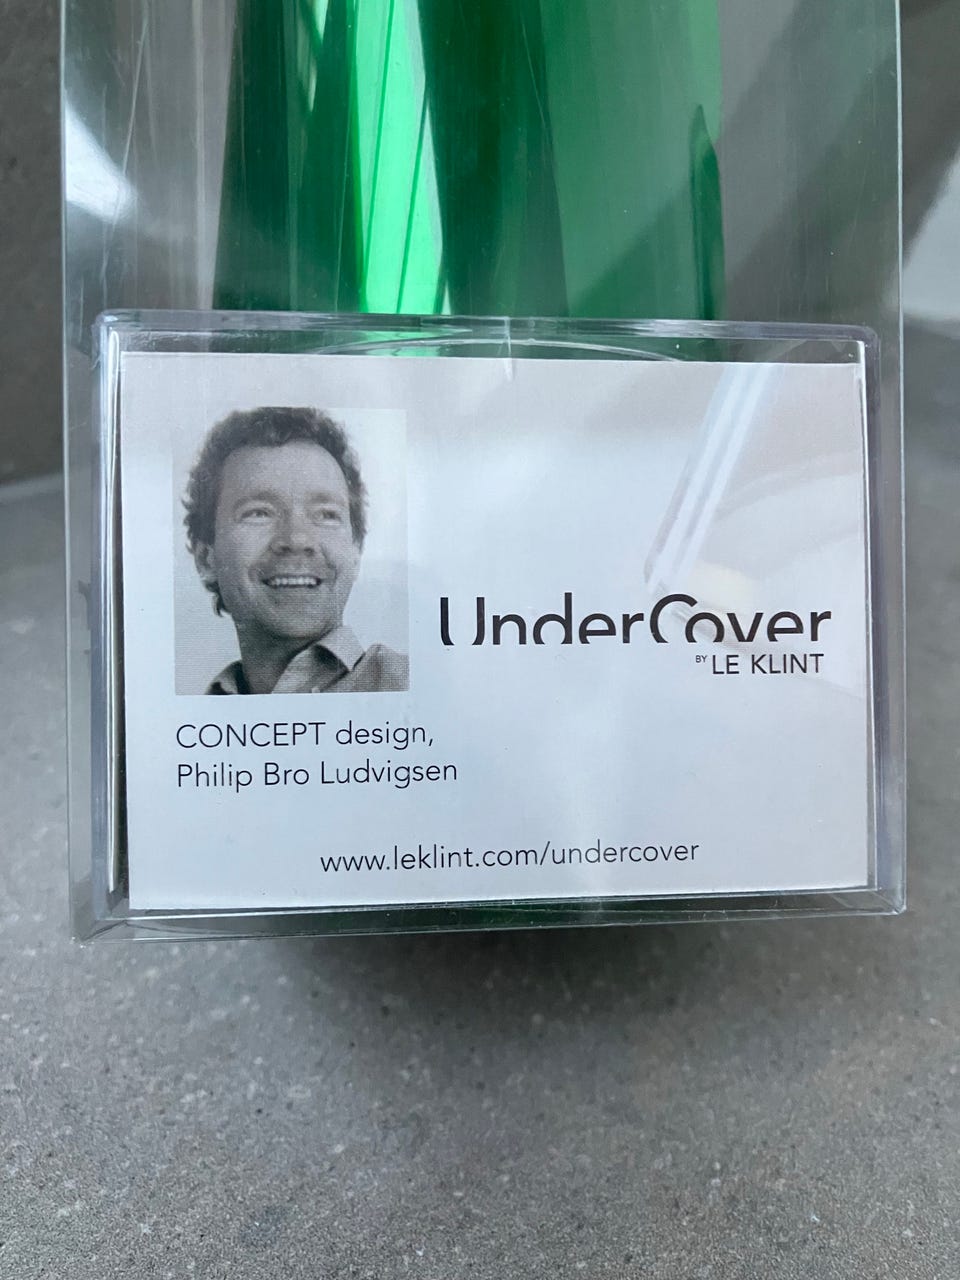 UnderCover
BY LE KLINT
CONCEPT design,
Philip Bro Ludvigsen
www.leklint.com/undercover